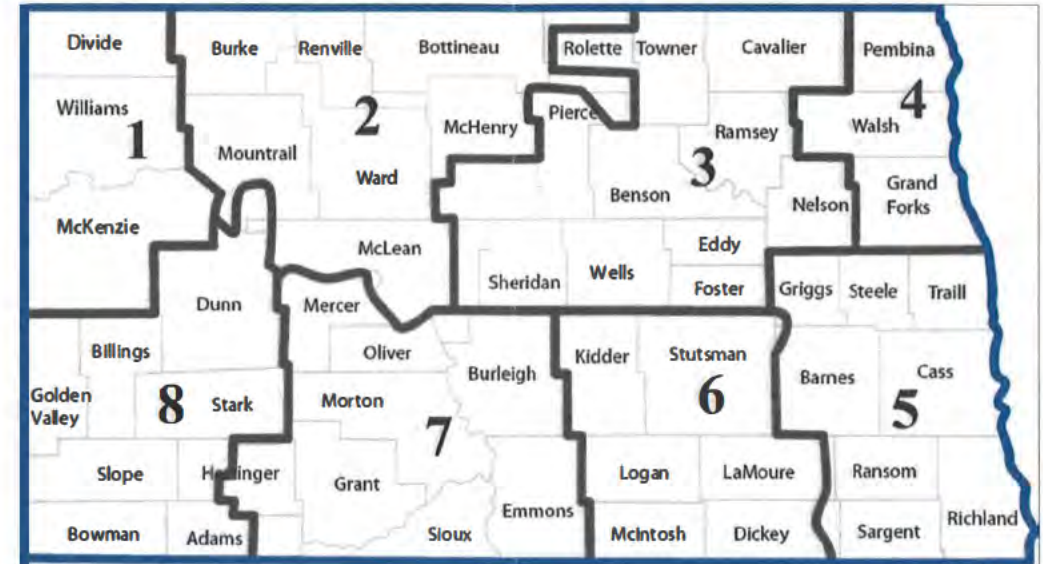 Divide
Burke
Renville
Bottineau
Rolette
Towner
Cavalier
Pembina
Williams
1
2
McHenry
Pierce
Ramsey
4
Walsh
Mountrail
Ward
3
Benson
Nelson
Grand
Forks
McKenzie
McLean
Sheridan
Wells
Eddy
Foster
Griggs
Steele
Traill
Dunn
Mercer
Oliver
Burleigh
Kidder
Stutsman
Barnes
Cass
Billings
Golden
Valley
8
Stark
Morton
7
6
5
Slope
Hettinger
Grant
Logan
LaMoure
Ransom
Bowman
Adams
Sioux
Emmons
McIntosh
Dickey
Sargent
Richland